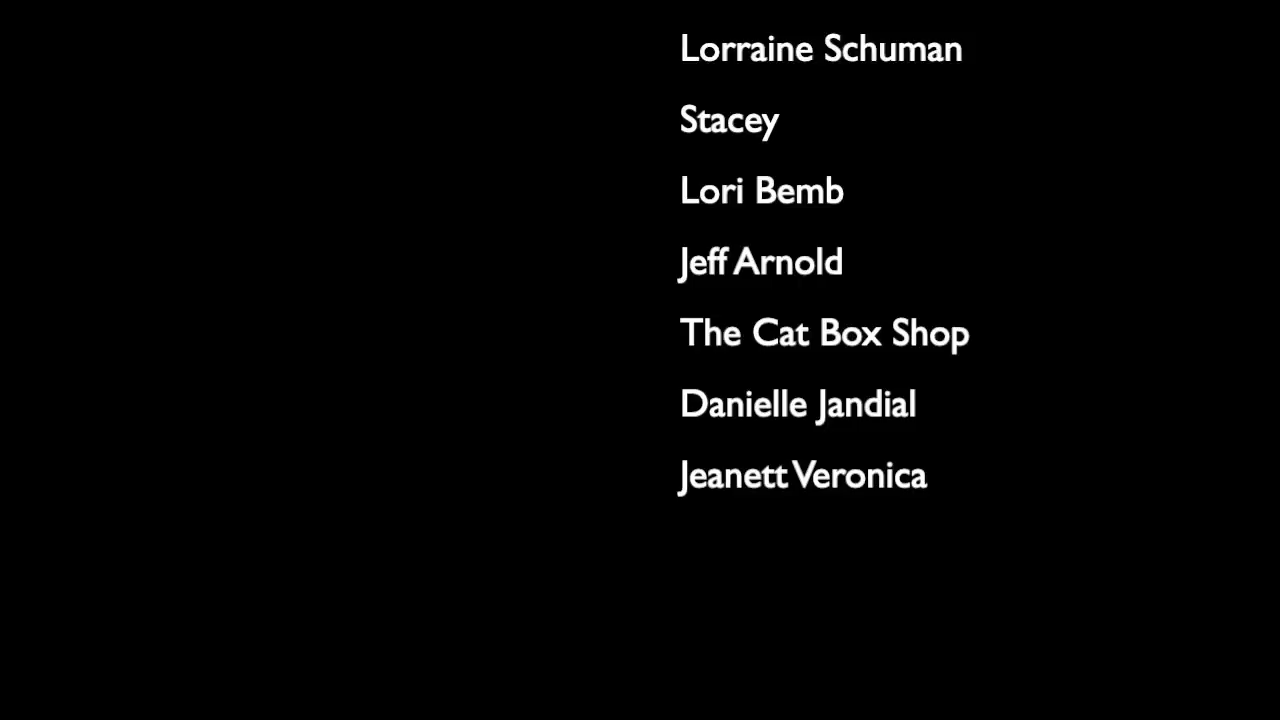 Lorraine Schuman
Stacey
Lori Bemb
Jeff Arnold
The Cat Box Shop
Danielle Jandial
Jeanett Veronica